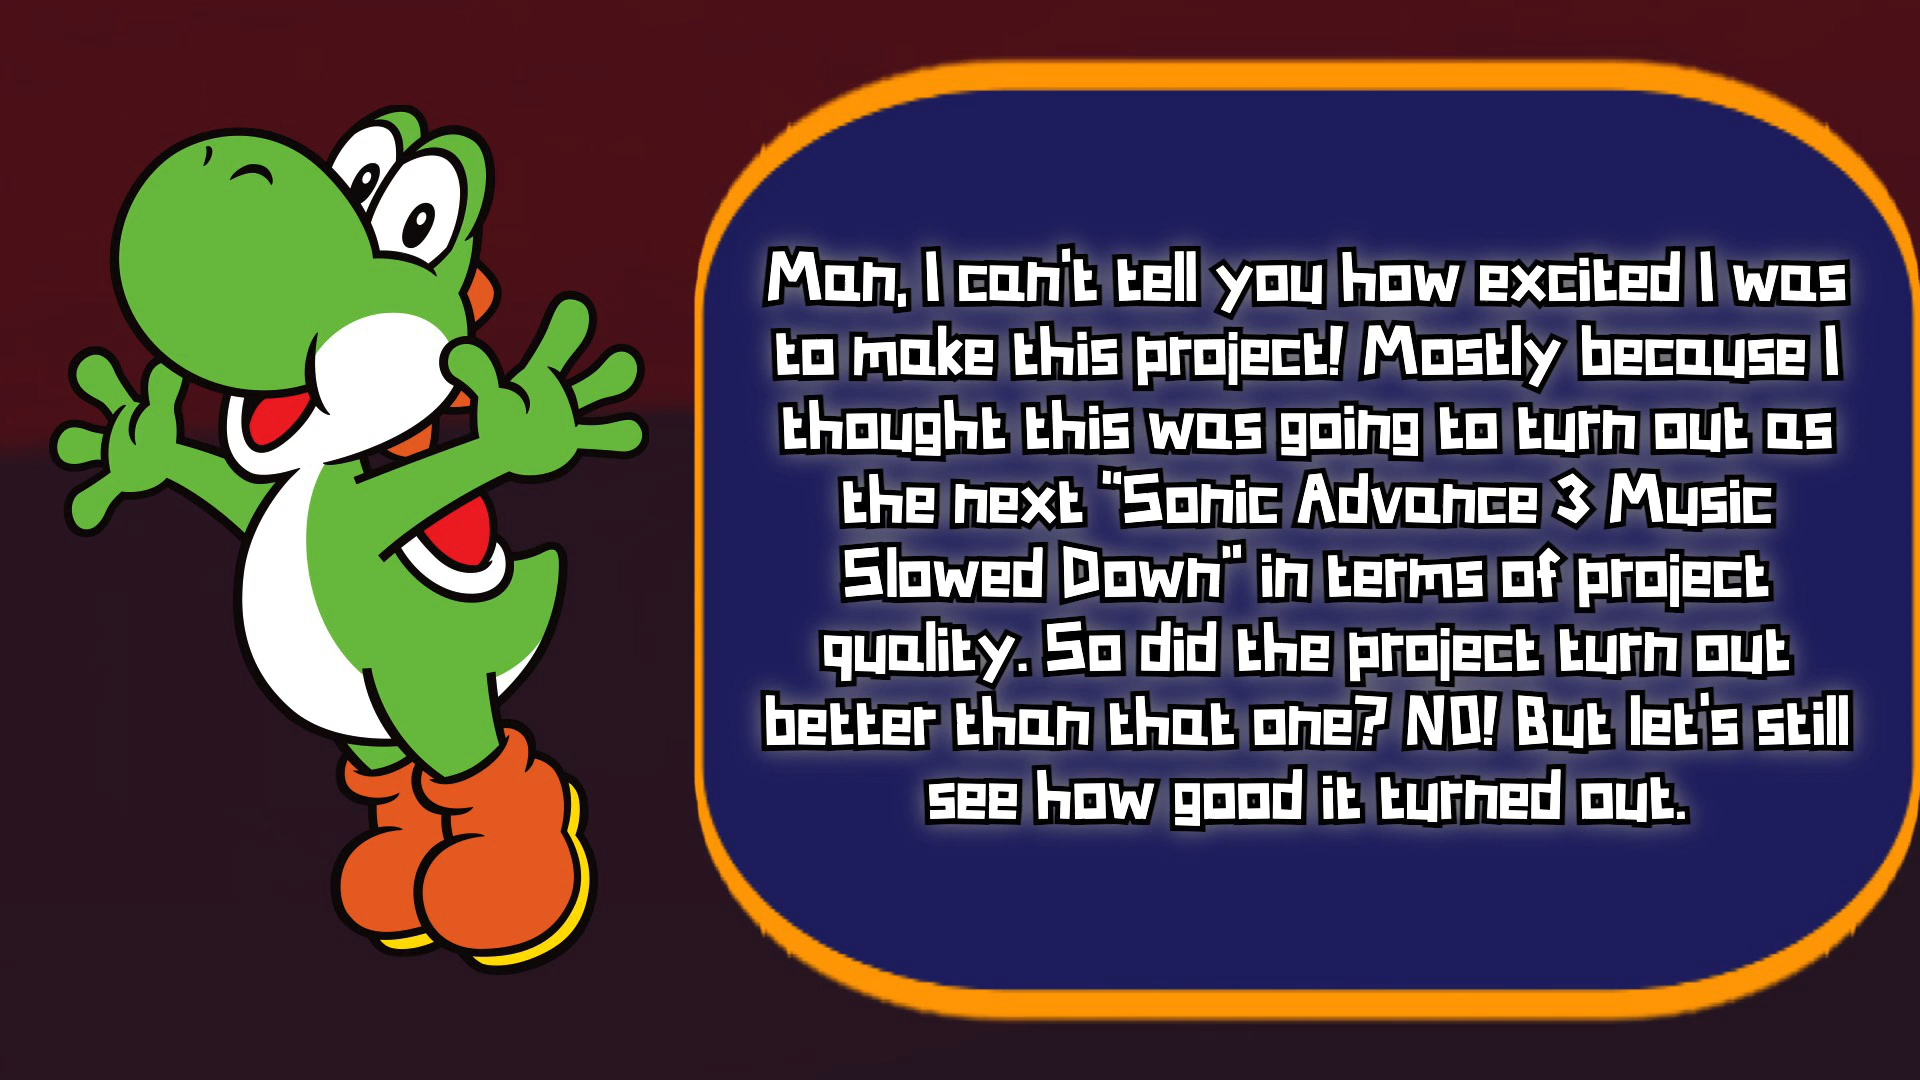 Man, I can't tell you how excited I was
to make this project! Mostly because I
thought this was going to turn out as
the next "Sonic Advance 3 Music
Slowed Down" in terms of project
quality. So did the project turn out
better than that one? NO! But let's still
see how good it turned out.